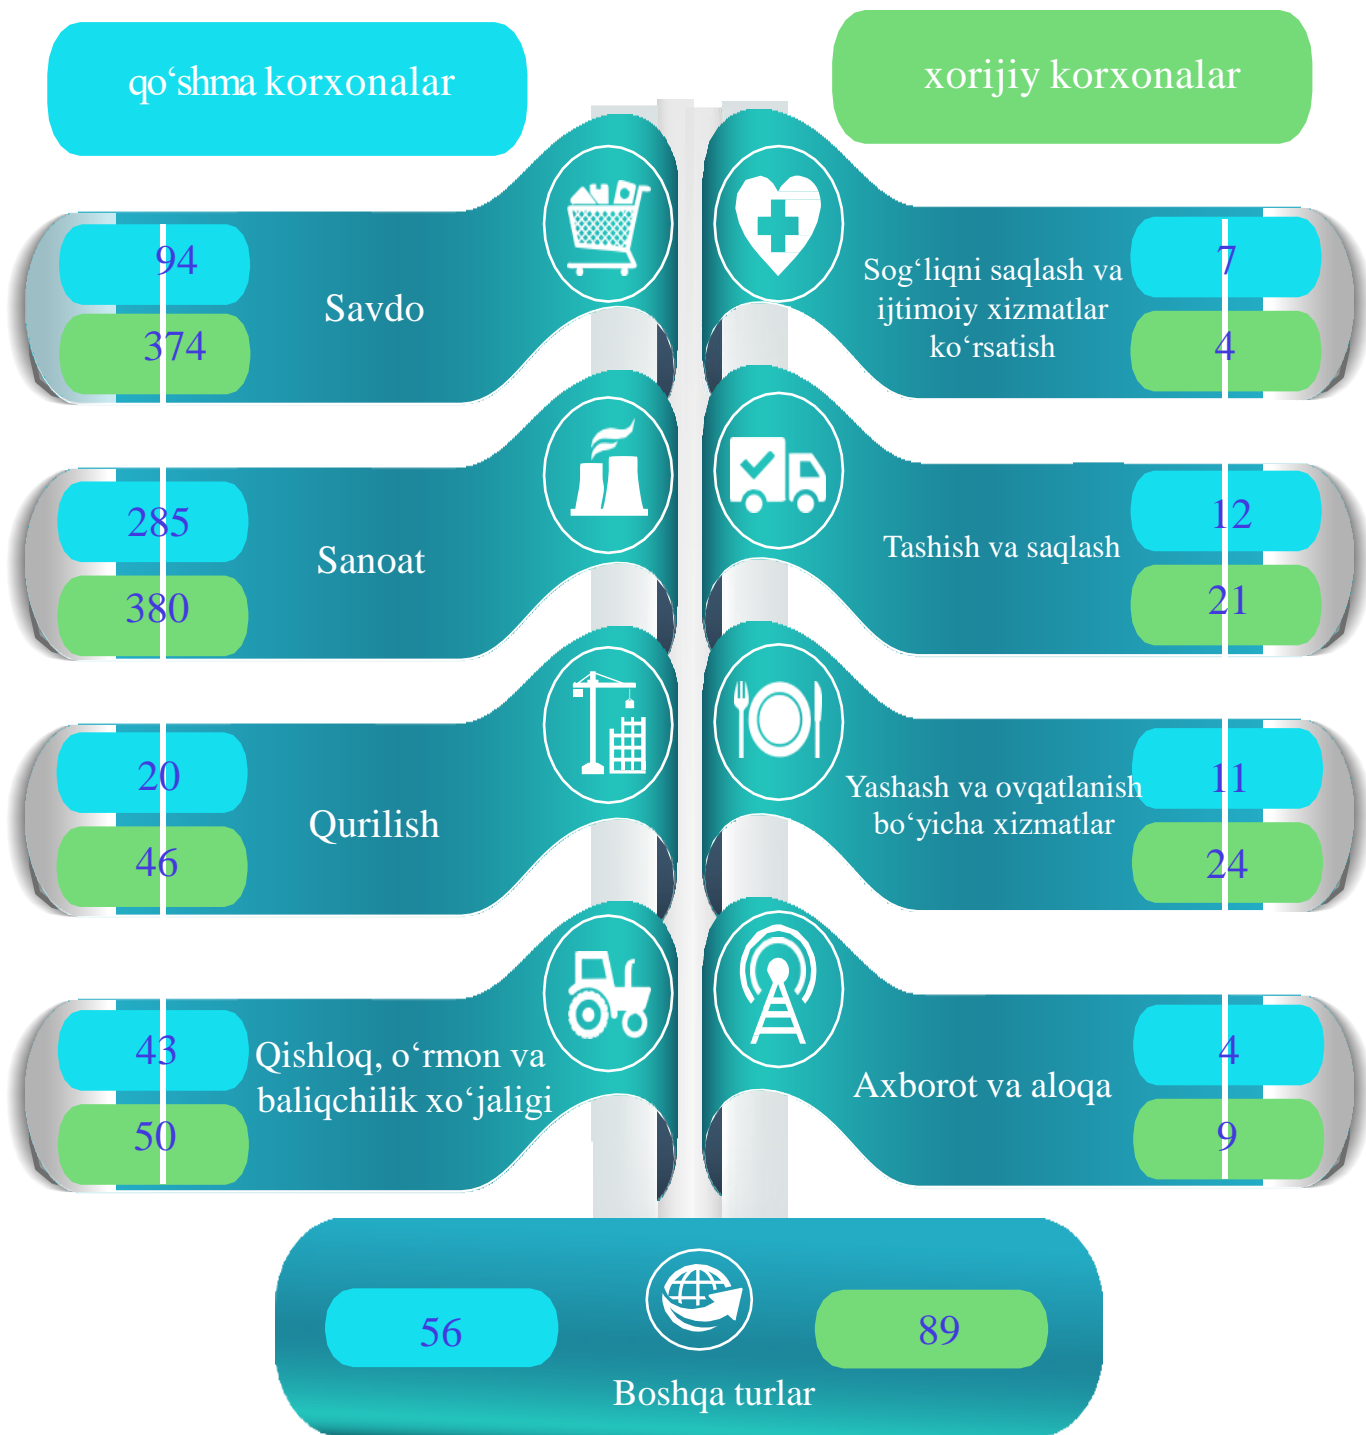 qo‘shma korxonalar
xorijiy korxonalar
94
374
Savdo
Sog‘liqni saqlash va
ijtimoiy xizmatlar
ko‘rsatish
7
4
285
380
Sanoat
Tashish va saqlash
12
21
20
46
Qurilish
Yashash va ovqatlanish
bo‘yicha xizmatlar
11
24
43
50
Qishloq, o‘rmon va
baliqchilik xo‘jaligi
Axborot va aloqa
4
9
56
89
Boshqa turlar